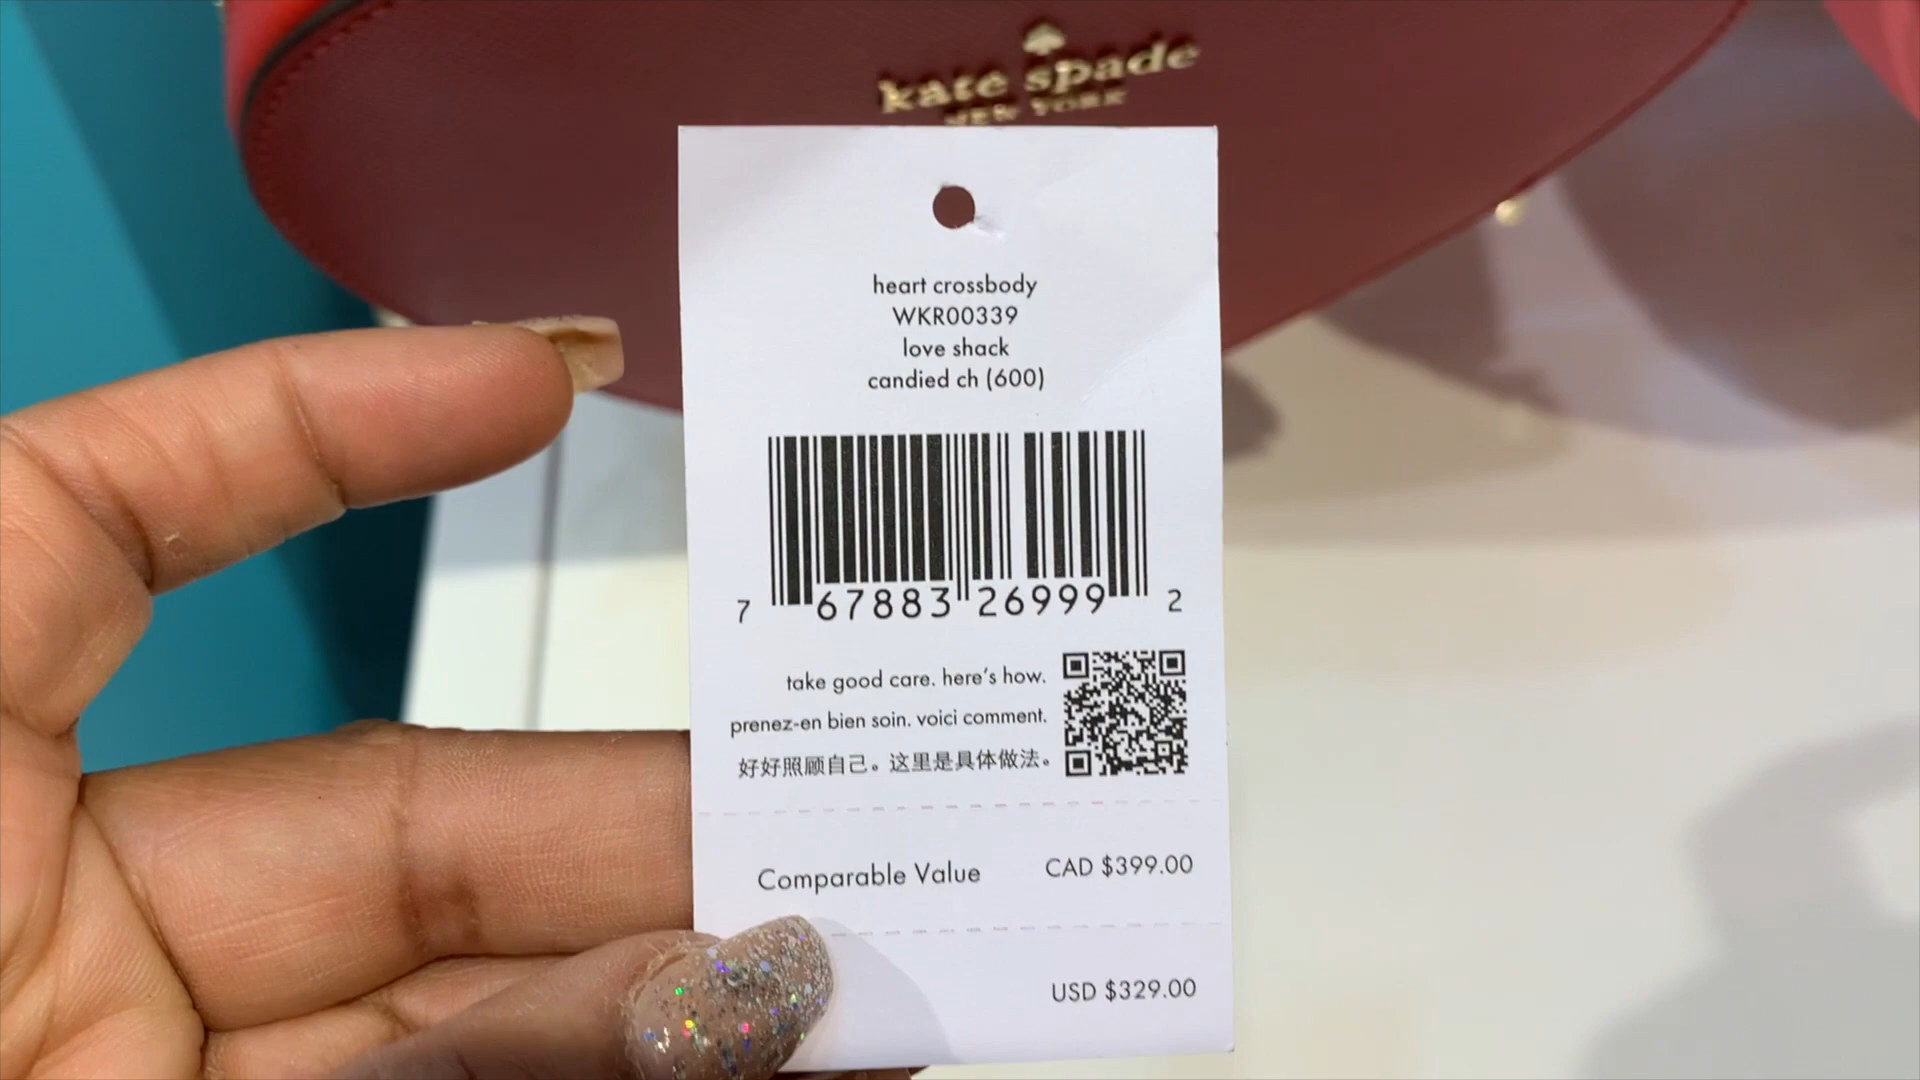 kate spade
NEW YORK
heart crossbody
WKR00339
love shack
candied ch (600)
7 67883 26999 2
take good care. here's how.
prenez-en bien soin. voici comment.
好好照顾自己。这里是具体做法。
Comparable Value CAD $399.00
USD $329.00